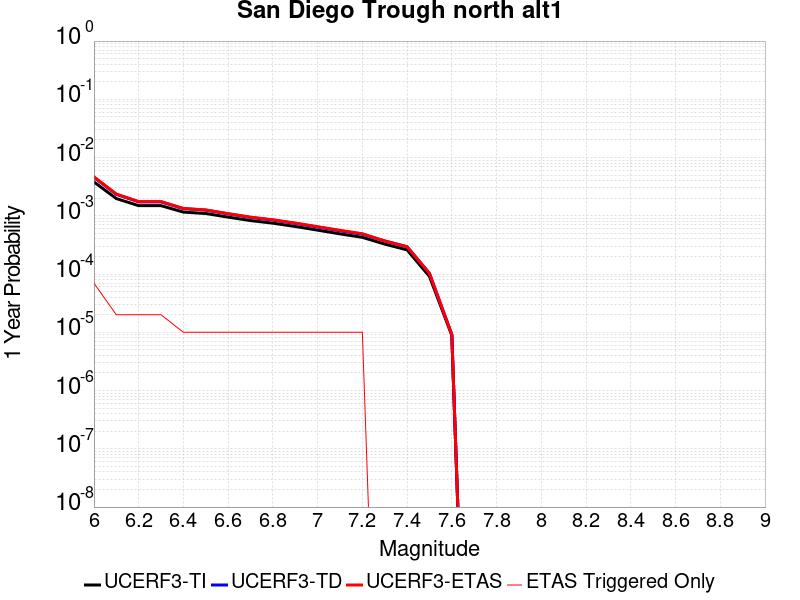 San Diego Trough north alt1
10^0
10^-1
10^-2
10^-3
10^-4
10^-5
10^-6
10^-7
10^-8
1 Year Probability
6 6.2 6.4 6.6 6.8 7 7.2 7.4 7.6 7.8 8 8.2 8.4 8.6 8.8 9
Magnitude
UCERF3-TI UCERF3-TD UCERF3-ETAS ETAS Triggered Only